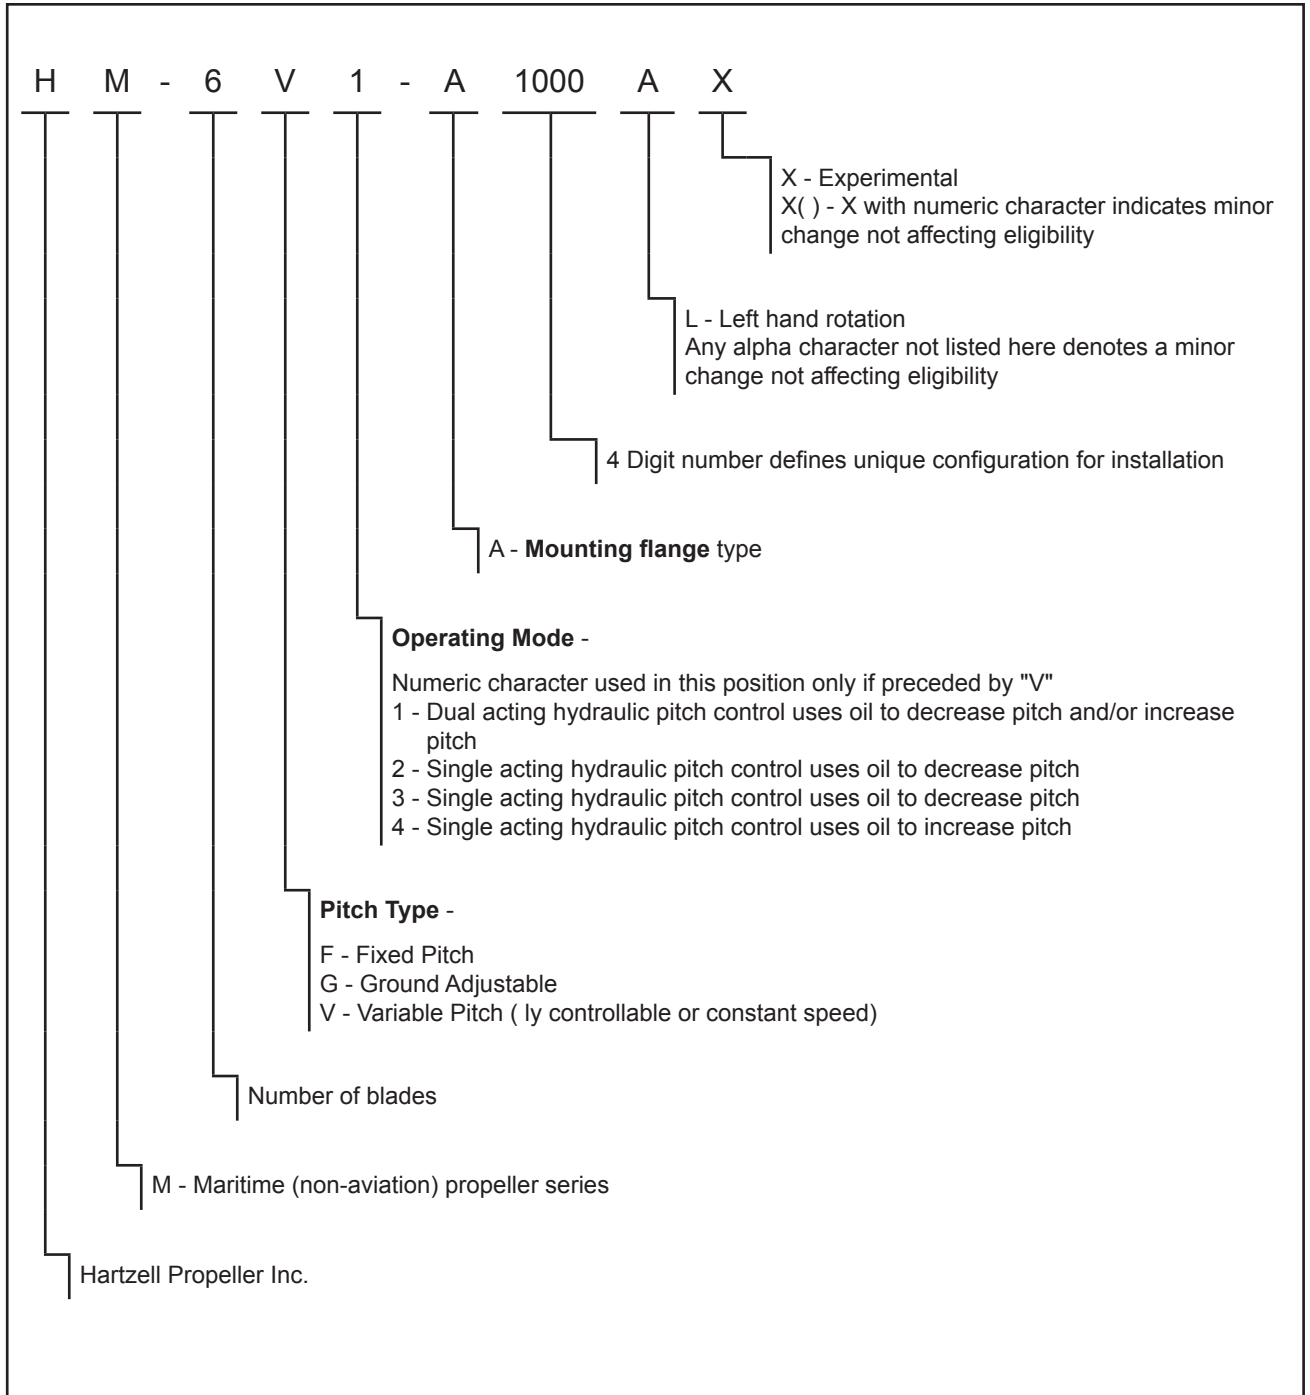 H M - 6 V 1 - A 1000 A X
X - Experimental
X( ) - X with numeric character indicates minor
change not affecting eligibility
L - Left hand rotation
Any alpha character not listed here denotes a minor
change not affecting eligibility
4 Digit number defines unique configuration for installation
A - Mounting flange type
Operating Mode -
Numeric character used in this position only if preceded by "V"
1 - Dual acting hydraulic pitch control uses oil to decrease pitch and/or increase
pitch
2 - Single acting hydraulic pitch control uses oil to decrease pitch
3 - Single acting hydraulic pitch control uses oil to decrease pitch
4 - Single acting hydraulic pitch control uses oil to increase pitch
Pitch Type -
F - Fixed Pitch
G - Ground Adjustable
V - Variable Pitch ( ly controllable or constant speed)
Number of blades
M - Maritime (non-aviation) propeller series
Hartzell Propeller Inc.